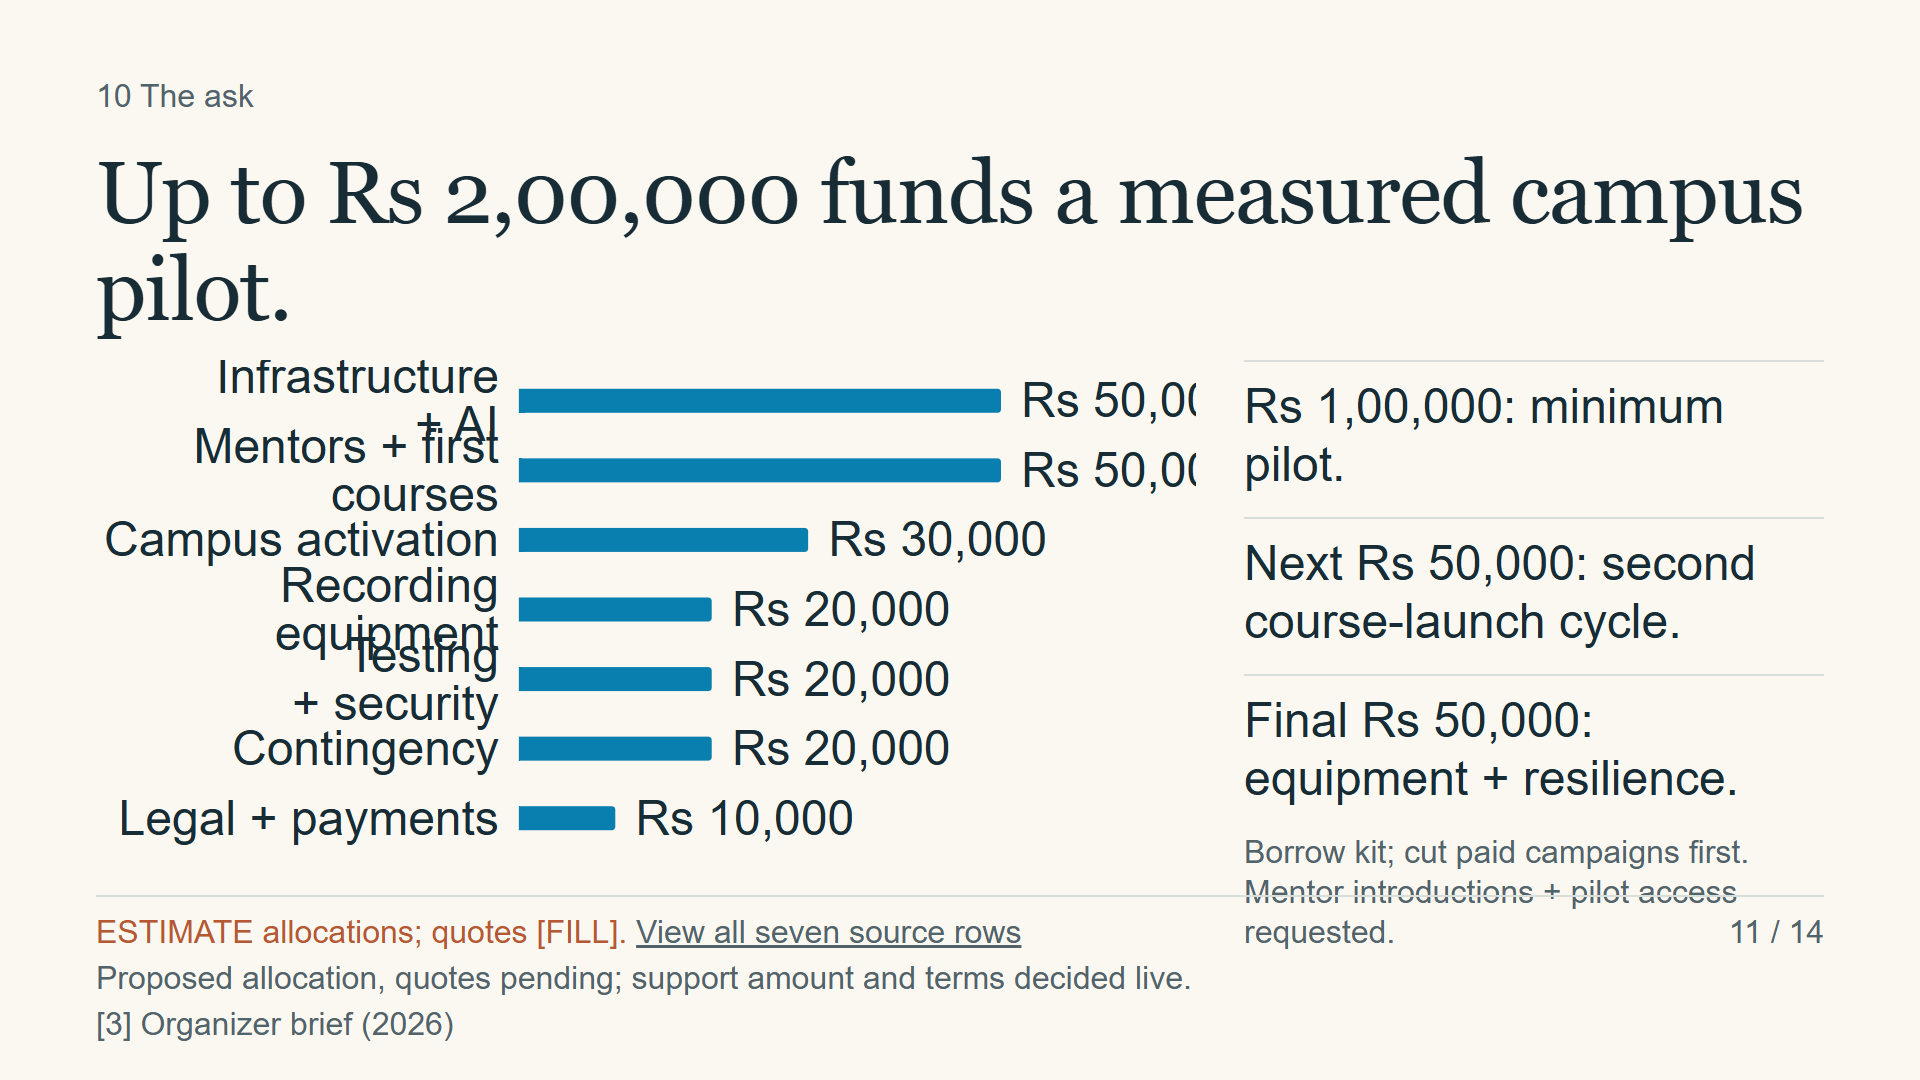 10 The ask
Up to Rs 2,00,000 funds a measured campus
pilot.
Infrastructure
+ AI
Rs 50,00
Mentors + first
courses
Rs 50,00
Campus activation
Rs 30,000
Recording
equipment
Rs 20,000
Testing
+ security
Rs 20,000
Contingency
Rs 20,000
Legal + payments
Rs 10,000
Rs 1,00,000: minimum
pilot.
Next Rs 50,000: second
course-launch cycle.
Final Rs 50,000:
equipment + resilience.
Borrow kit; cut paid campaigns first.
Mentor introductions + pilot access
requested.
ESTIMATE allocations; quotes [FILL]. View all seven source rows
Proposed allocation, quotes pending; support amount and terms decided live.
[3] Organizer brief (2026)
11 / 14